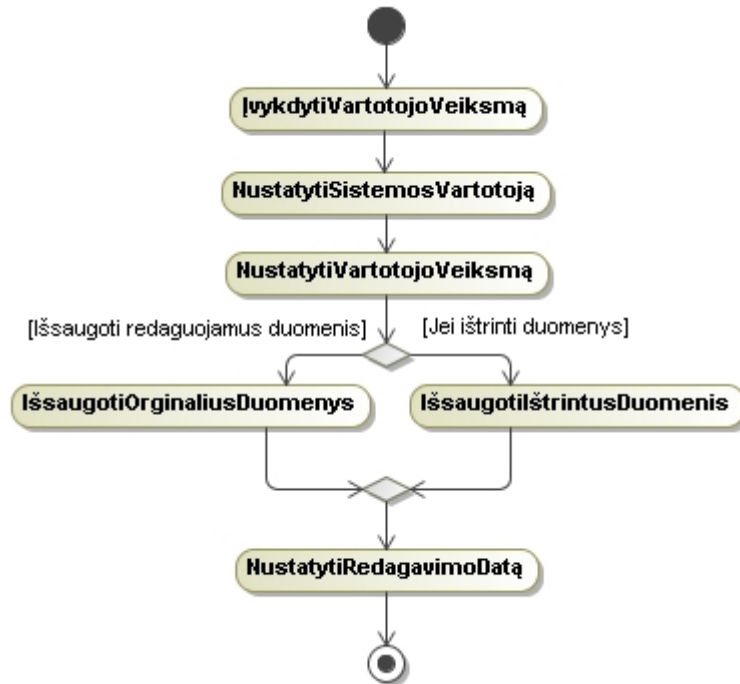 ĮvykdytiVartotojoVeiksmą
NustatytiSistemosVartotoją
NustatytiVartotojoVeiksmą
[Išsaugoti redaguojamus duomenis]
[Jei ištrinti duomenys]
IšsaugotiOrginaliusDuomenys
IšsaugotiIštrintusDuomenis
NustatytiRedagavimoDatą